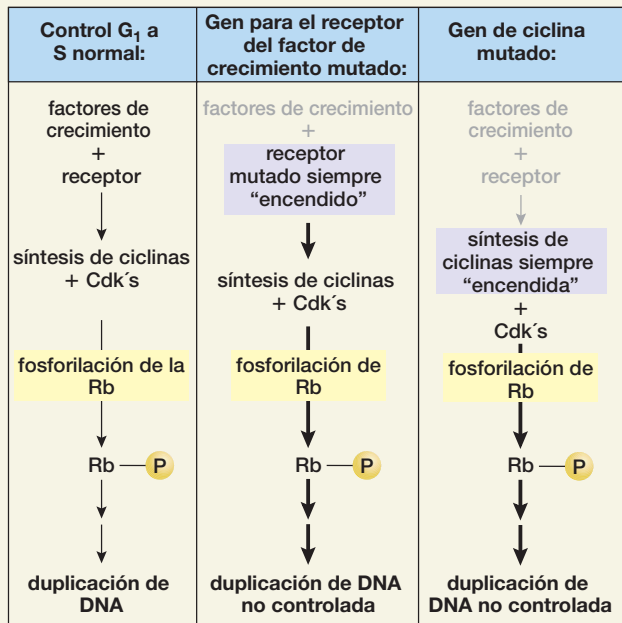 Control G₁ a
S normal:
factores de
crecimiento
+
receptor
síntesis de ciclinas
+ Cdk´s
fosforilación de la
Rb
Rb
P
duplicación de
DNA
Gen para el receptor
del factor de
crecimiento mutado:
factores de crecimiento
+
receptor
mutado siempre
“encendido”
síntesis de ciclinas
+ Cdk´s
fosforilación de
Rb
Rb
P
duplicación de DNA
no controlada
Gen de ciclina
mutado:
factores de
crecimiento
+
receptor
síntesis de
ciclinas siempre
“encendida”
+
Cdk´s
fosforilación de
Rb
Rb
P
duplicación de
DNA no controlada